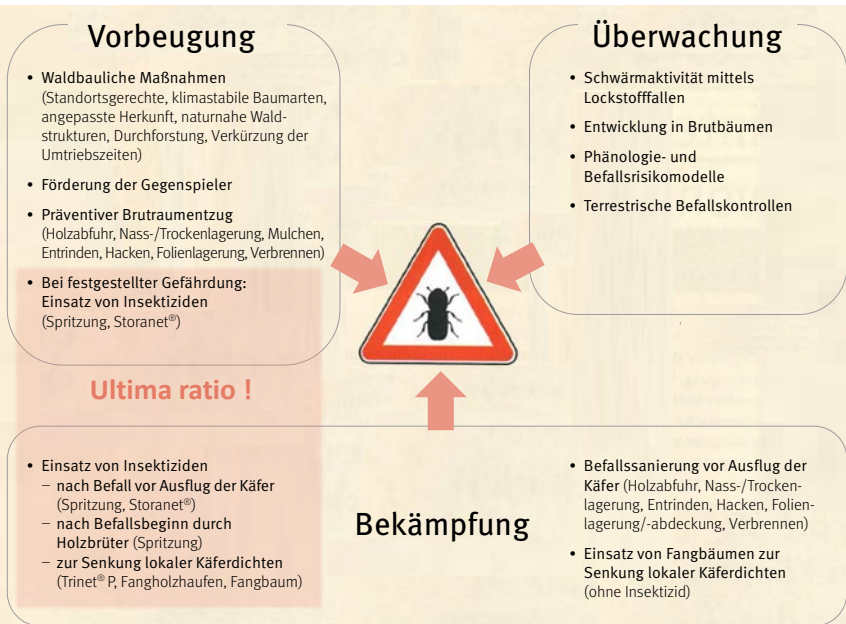 Vorbeugung
• Waldbauliche Maßnahmen
(Standortsgerechte, klimastabile Baumarten,
angepasste Herkunft, naturnahe Wald-
strukturen, Durchforstung, Verkürzung der
Umtriebszeiten)
• Förderung der Gegenspieler
• Präventiver Brutraumentzug
(Holzabfuhr, Nass-/Trockenlagerung, Mulchen,
Entrinden, Hacken, Folienlagerung, Verbrennen)
• Bei festgestellter Gefährdung:
Einsatz von Insektiziden
(Spritzung, Storanet®)
Überwachung
• Schwärmaktivität mittels
Lockstofffallen
• Entwicklung in Brutbäumen
• Phänologie- und
Befallsrisikomodelle
• Terrestrische Befallskontrollen
Ultima ratio !
• Einsatz von Insektiziden
– nach Befall vor Ausflug der Käfer
(Spritzung, Storanet®)
– nach Befallsbeginn durch
Holzbrüter (Spritzung)
– zur Senkung lokaler Käferdichten
(Trinet® P, Fangholzhaufen, Fangbaum)
Bekämpfung
• Befallssanierung vor Ausflug der
Käfer (Holzabfuhr, Nass-/Trocken-
lagerung, Entrinden, Hacken, Folien-
lagerung/-abdeckung, Verbrennen)
• Einsatz von Fangbäumen zur
Senkung lokaler Käferdichten
(ohne Insektizid)